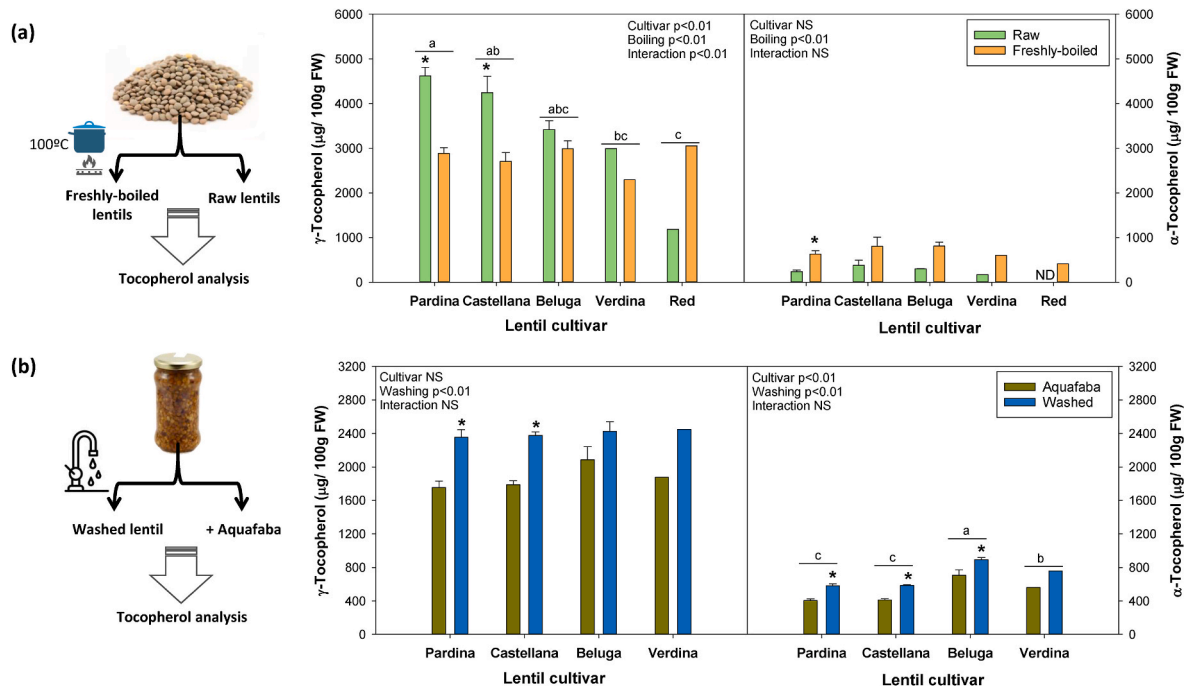 (a)
100ºC
Freshly-boiled
lentils
Raw lentils
Tocopherol analysis
γ-Tocopherol (µg/ 100g FW)
6000
5000
4000
3000
2000
1000
0
Cultivar p<0.01
Boiling p<0.01
Interaction p<0.01
a
ab
abc
bc
c
*
*
Pardina
Castellana
Beluga
Verdina
Red
Lentil cultivar
Cultivar NS
Boiling p<0.01
Interaction NS
Raw
Freshly-boiled
*
ND
Pardina
Castellana
Beluga
Verdina
Red
Lentil cultivar
6000
5000
4000
3000
2000
1000
0
α-Tocopherol (µg/ 100g FW)
(b)
Washed lentil
+ Aquafaba
Tocopherol analysis
γ-Tocopherol (µg/ 100g FW)
3200
2800
2400
2000
1600
1200
800
400
0
Cultivar NS
Washing p<0.01
Interaction NS
*
*
Pardina
Castellana
Beluga
Verdina
Lentil cultivar
Cultivar p<0.01
Washing p<0.01
Interaction NS
Aquafaba
Washed
c
c
a
b
*
*
*
Pardina
Castellana
Beluga
Verdina
Lentil cultivar
3200
2800
2400
2000
1600
1200
800
400
0
α-Tocopherol (µg/ 100g FW)